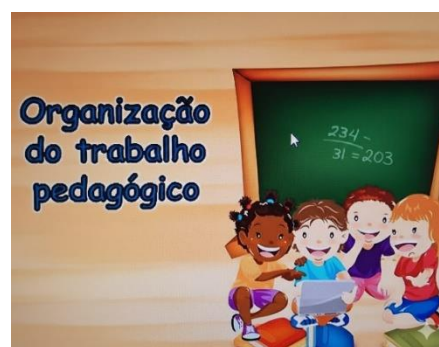 Organização
do trabalho
pedagógico
234 -
31 = 203